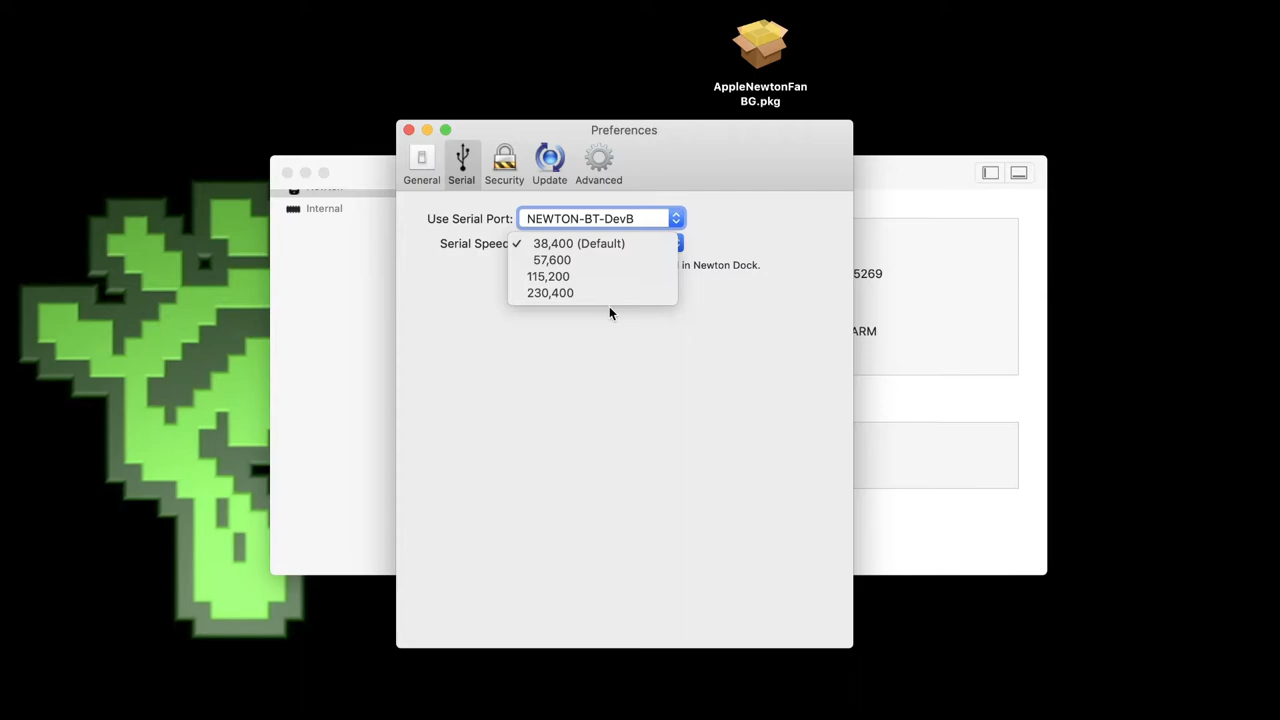 AppleNewtonFan
BG.pkg
Preferences
General
Serial
Security
Update
Advanced
Internal
Use Serial Port:
NEWTON-BT-DevB
Serial Speed
✓ 38,400 (Default)
57,600
115,200
230,400
in Newton Dock.
5269
ARM